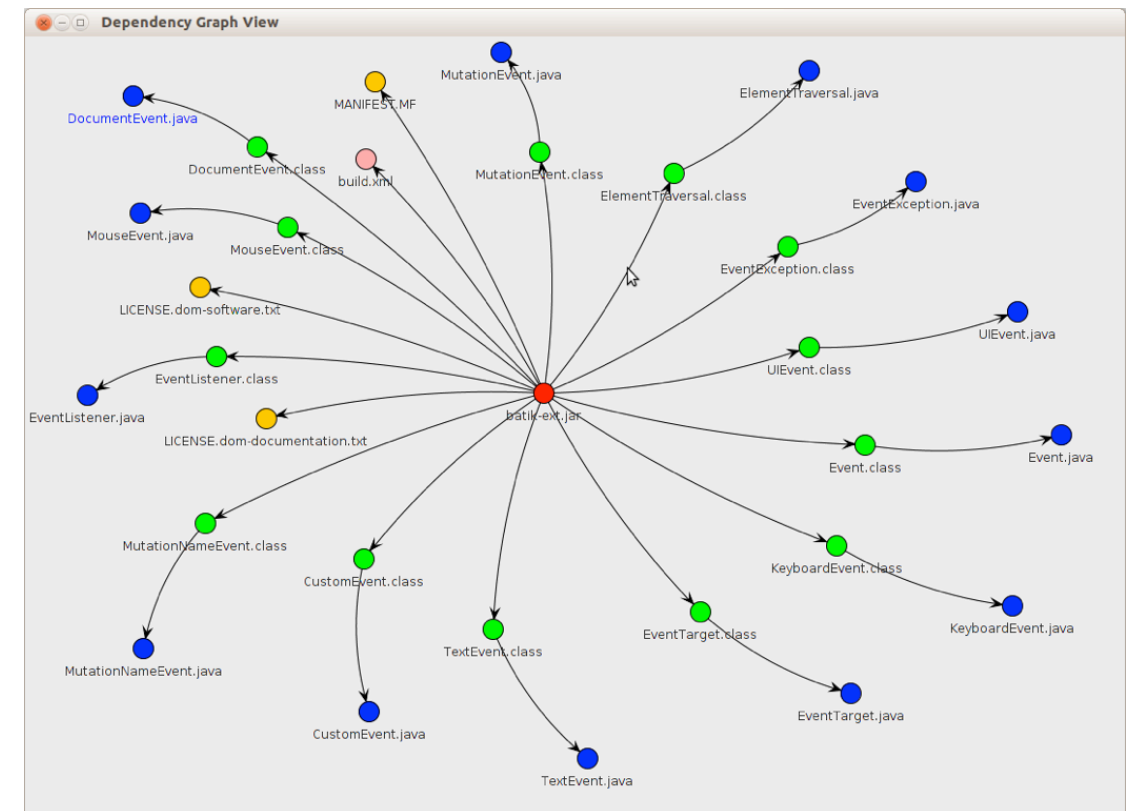 Dependency Graph View
MutationEvent.java
ElementTraversal.java
MANIFEST.MF
DocumentEvent.java
DocumentEvent.class
build.xml
MutationEvent.class
ElementTraversal.class
EventException.java
MouseEvent.java
MouseEvent.class
EventException.class
LICENSE.dom-software.txt
UIEvent.java
UIEvent.class
EventListener.class
EventListener.java
batik-ext.jar
LICENSE.dom-documentation.txt
Event.class
Event.java
MutationNameEvent.class
KeyboardEvent.class
CustomEvent.class
KeyboardEvent.java
EventTarget.class
TextEvent.class
MutationNameEvent.java
EventTarget.java
CustomEvent.java
TextEvent.java